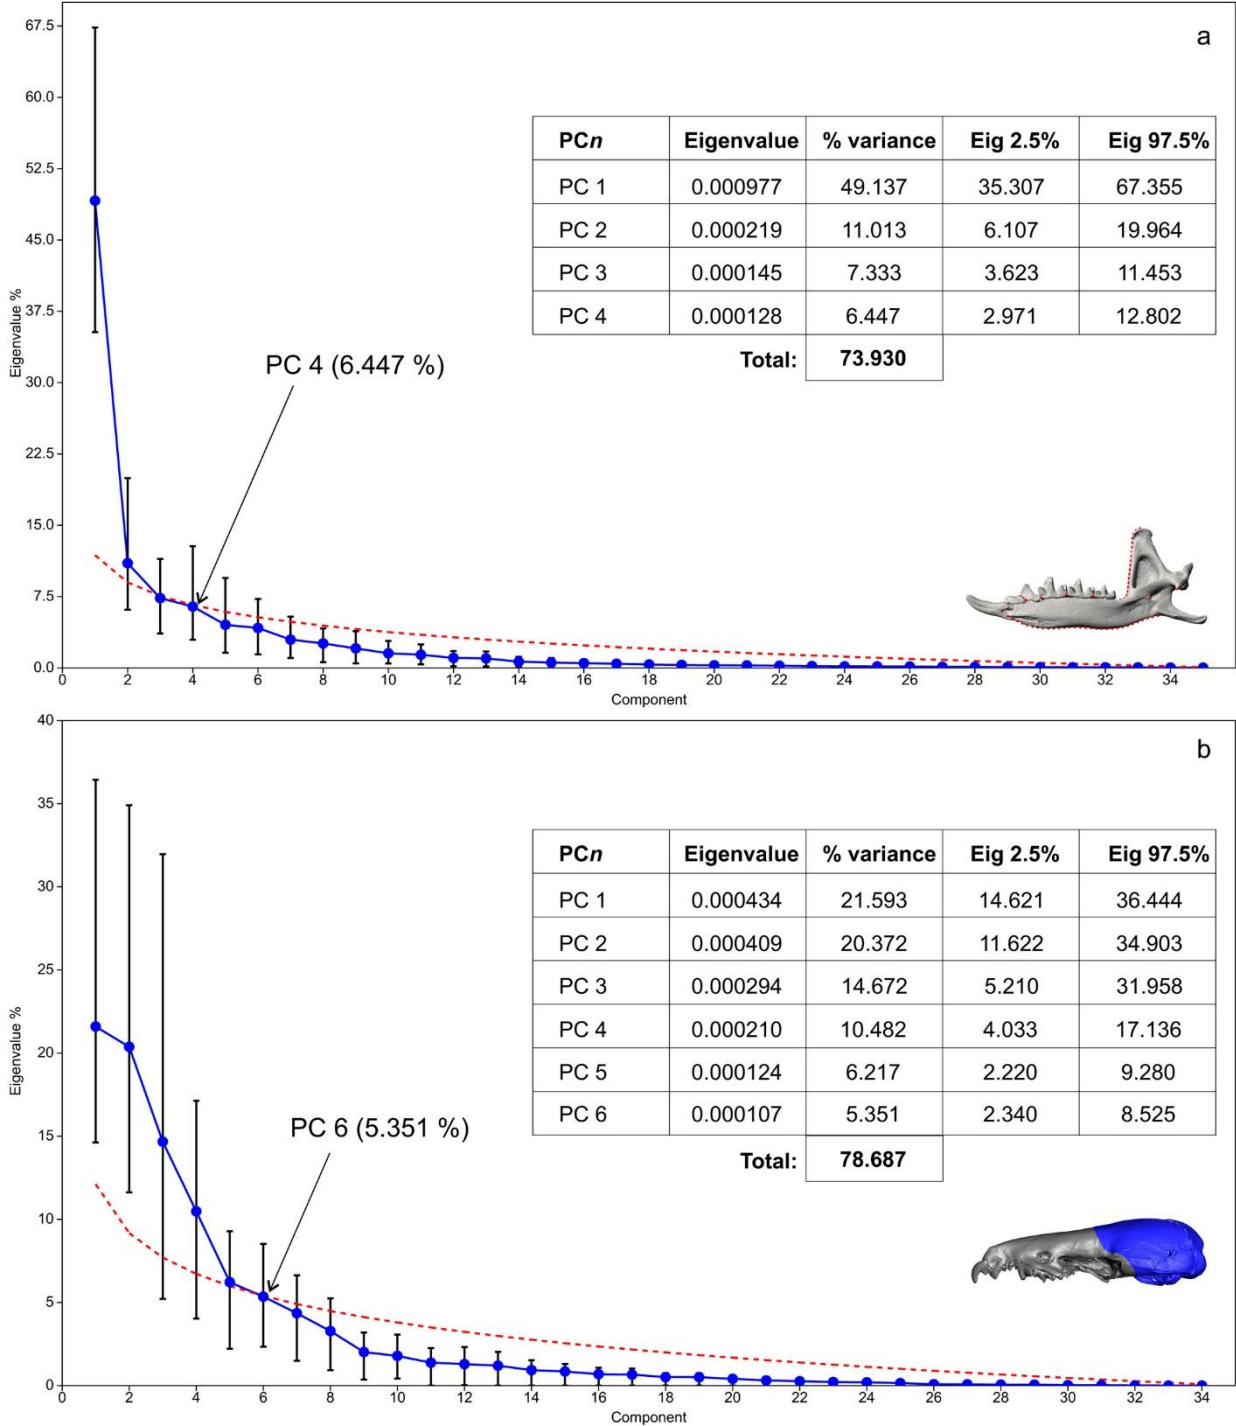 a
67.5
60.0
52.5
45.0
37.5
30.0
22.5
15.0
7.5
0.0
Eigenvalue %
PCn Eigenvalue % variance Eig 2.5% Eig 97.5%
PC 1 0.000977 49.137 35.307 67.355
PC 2 0.000219 11.013 6.107 19.964
PC 3 0.000145 7.333 3.623 11.453
PC 4 0.000128 6.447 2.971 12.802
Total: 73.930
PC 4 (6.447 %)
0 2 4 6 8 10 12 14 16 18 20 22 24 26 28 30 32 34
Component
b
40
35
30
25
20
15
10
5
0
Eigenvalue %
PCn Eigenvalue % variance Eig 2.5% Eig 97.5%
PC 1 0.000434 21.593 14.621 36.444
PC 2 0.000409 20.372 11.622 34.903
PC 3 0.000294 14.672 5.210 31.958
PC 4 0.000210 10.482 4.033 17.136
PC 5 0.000124 6.217 2.220 9.280
PC 6 0.000107 5.351 2.340 8.525
Total: 78.687
PC 6 (5.351 %)
0 2 4 6 8 10 12 14 16 18 20 22 24 26 28 30 32 34
Component